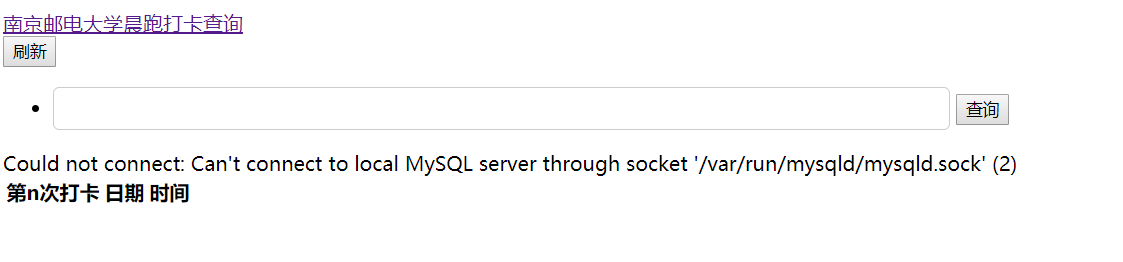 南京邮电大学晨跑打卡查询
刷新
查询
Could not connect: Can't connect to local MySQL server through socket '/var/run/mysqld/mysqld.sock' (2)
第n次打卡 日期 时间